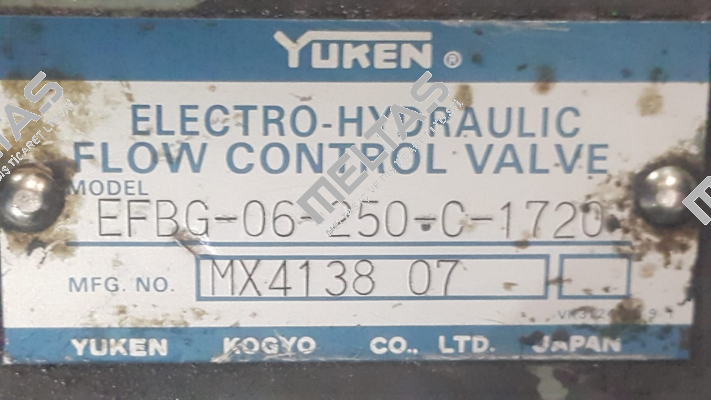 YUKEN®
ELECTRO-HYDRAULIC
FLOW CONTROL VALVE
MODEL
EFBG-06-250-C-1720
MFG. NO. MX4138 07
YUKEN KOGYO CO., LTD. JAPAN
MELTAS